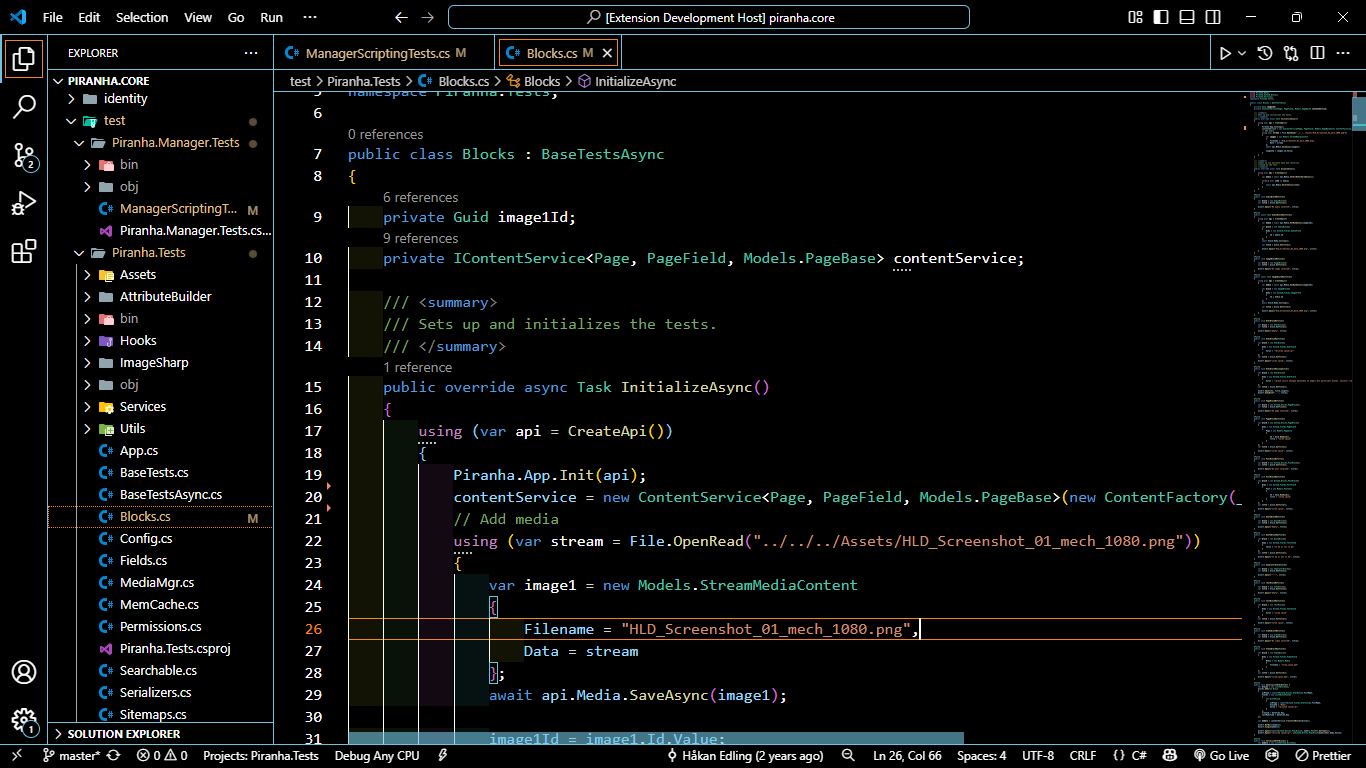 File Edit Selection View Go Run ··· [Extension Development Host] piranha.core
EXPLORER
PIRANHA.CORE
identity
test
Piranha.Manager.Tests
bin
obj
ManagerScriptingT... M
Piranha.Manager.Tests.cs...
Piranha.Tests
Assets
AttributeBuilder
bin
Hooks
ImageSharp
obj
Services
Utils
App.cs
BaseTests.cs
BaseTestsAsync.cs
Blocks.cs M
Config.cs
Fields.cs
MediaMgr.cs
MemCache.cs
Permissions.cs
Piranha.Tests.csproj
Searchable.cs
Serializers.cs
Sitemaps.cs
SOLUTION EXPLORER
2
1
ManagerScriptingTests.cs M
Blocks.cs M
test > Piranha.Tests > Blocks.cs > Blocks > InitializeAsync
5 namespace Piranha.Tests;
6
0 references
7 public class Blocks : BaseTestsAsync
8 {
6 references
9 private Guid image1Id;
9 references
10 private IContentService<Page, PageField, Models.PageBase> contentService;
11
12 /// <summary>
13 /// Sets up and initializes the tests.
14 /// </summary>
1 reference
15 public override async Task InitializeAsync()
16 {
17 using (var api = CreateApi())
18 {
19 Piranha.App.Init(api);
20 contentService = new ContentService<Page, PageField, Models.PageBase>(new ContentFactory(_
21 // Add media
22 using (var stream = File.OpenRead("../../../Assets/HLD_Screenshot_01_mech_1080.png"))
23 {
24 var image1 = new Models.StreamMediaContent
25 {
26 Filename = "HLD_Screenshot_01_mech_1080.png",
27 Data = stream
28 };
29 await api.Media.SaveAsync(image1);
30
31 image1Id = image1.Id.Value;
master* 0 0 Projects: Piranha.Tests Debug Any CPU Håkan Edling (2 years ago) Ln 26, Col 66 Spaces: 4 UTF-8 CRLF {} C# Go Live Prettier